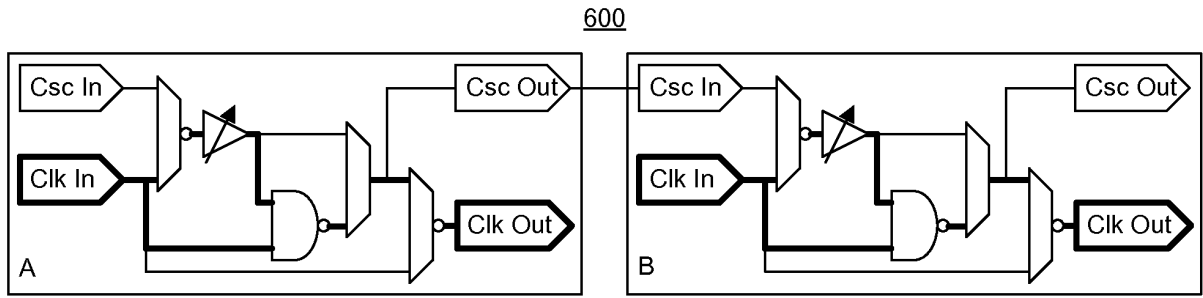 600
Csc In
Csc Out
Clk In
Clk Out
A
Csc In
Csc Out
Clk In
Clk Out
B